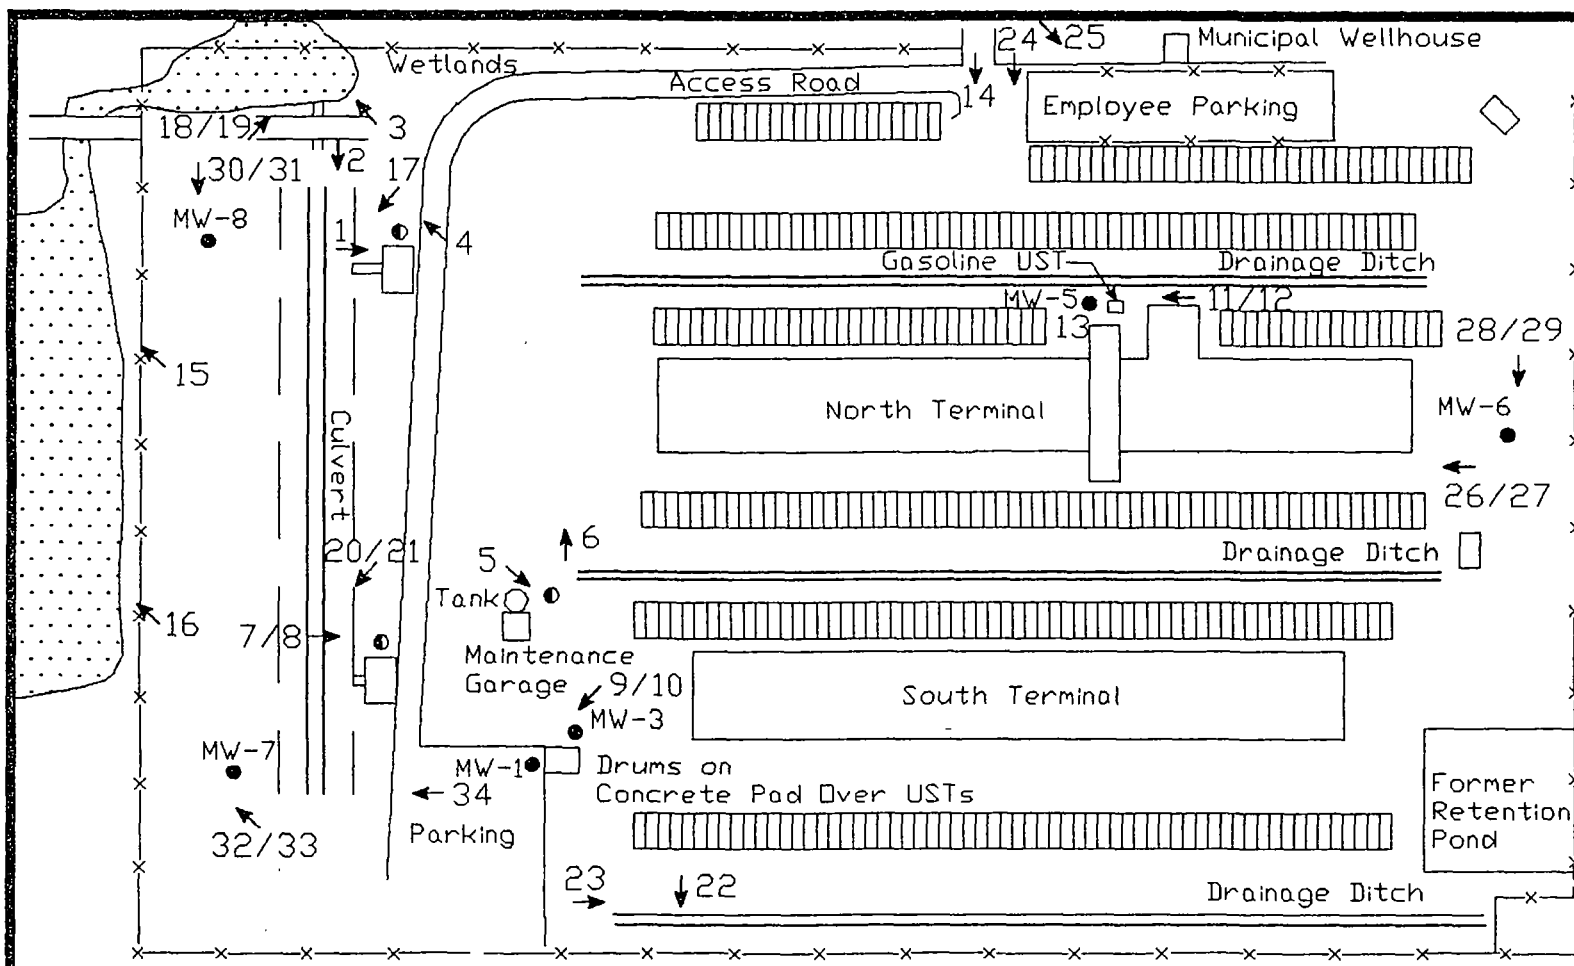 24
25
Municipal Wellhouse
Wetlands
Access Road
14
Employee Parking
18/19
3
2
30/31
17
MW-8
1
4
Gasoline UST
Drainage Ditch
MW-5
11/12
13
28/29
15
North Terminal
MW-6
Culvert
26/27
20/21
6
5
Drainage Ditch
Tank
16
7/8
Maintenance
Garage
9/10
South Terminal
MW-3
MW-7
MW-1
Drums on
Concrete Pad Over USTs
34
Parking
32/33
Former
Retention
Pond
23
22
Drainage Ditch